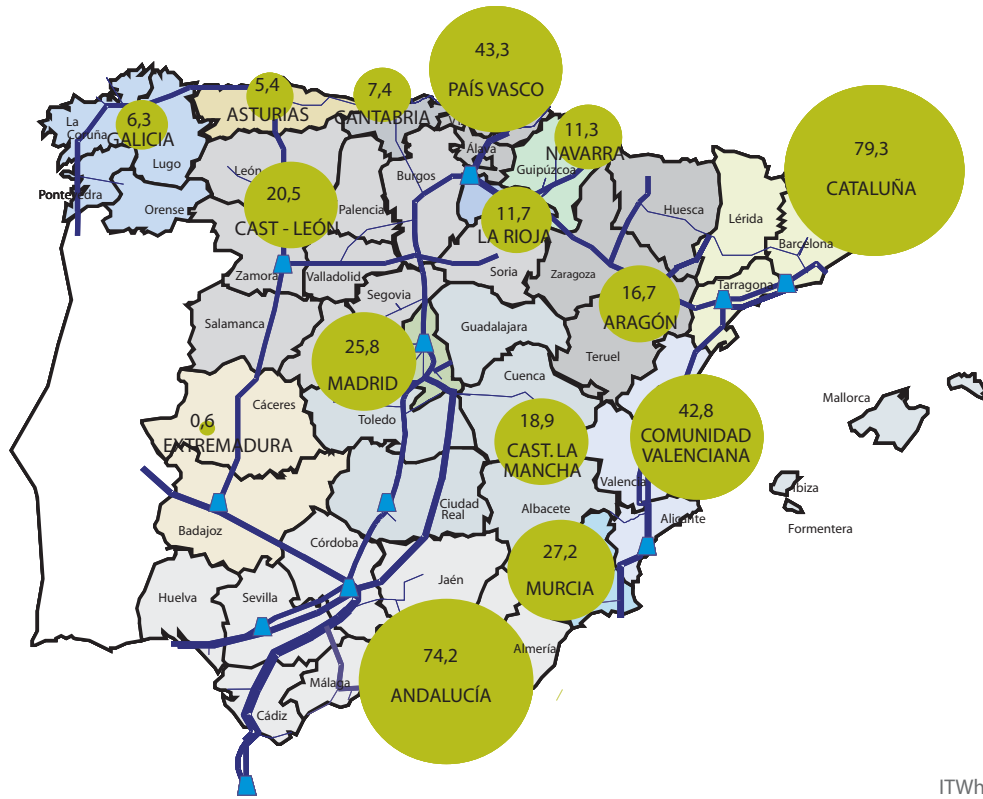 43,3
PAÍS VASCO
5,4
ASTURIAS
7,4
CANTABRIA
6,3
GALICIA
La
Coruña
Lugo
Pontevedra
Orense
León
Palencia
Burgos
Álava
Guipúzcoa
11,3
NAVARRA
79,3
CATALUÑA
20,5
CAST - LEÓN
11,7
LA RIOJA
Huesca
Lérida
Barcelona
Tarragona
Zamora
Valladolid
Soria
Zaragoza
Segovia
16,7
ARAGÓN
Salamanca
Guadalajara
Teruel
25,8
MADRID
Cuenca
Toledo
Cáceres
0,6
EXTREMADURA
18,9
CAST. LA
MANCHA
42,8
COMUNIDAD
VALENCIANA
Mallorca
Ibiza
Formentera
Valencia
Alicante
Albacete
Ciudad
Real
Badajoz
Córdoba
27,2
MURCIA
Jaén
Huelva
Sevilla
Almería
74,2
ANDALUCÍA
Málaga
Cádiz
ITWh